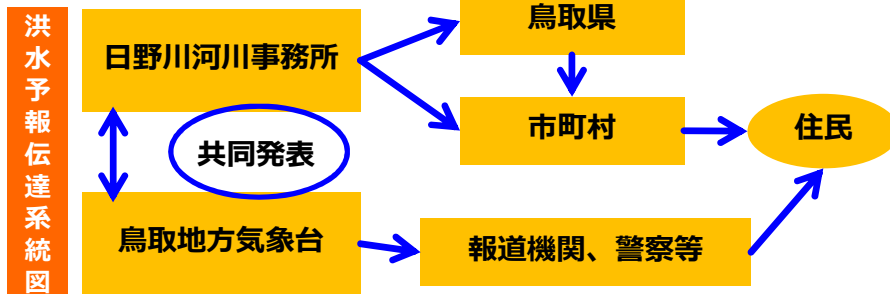 洪水予報伝達系統図
日野川河川事務所
鳥取県
市町村
住民
共同発表
鳥取地方気象台
報道機関、警察等